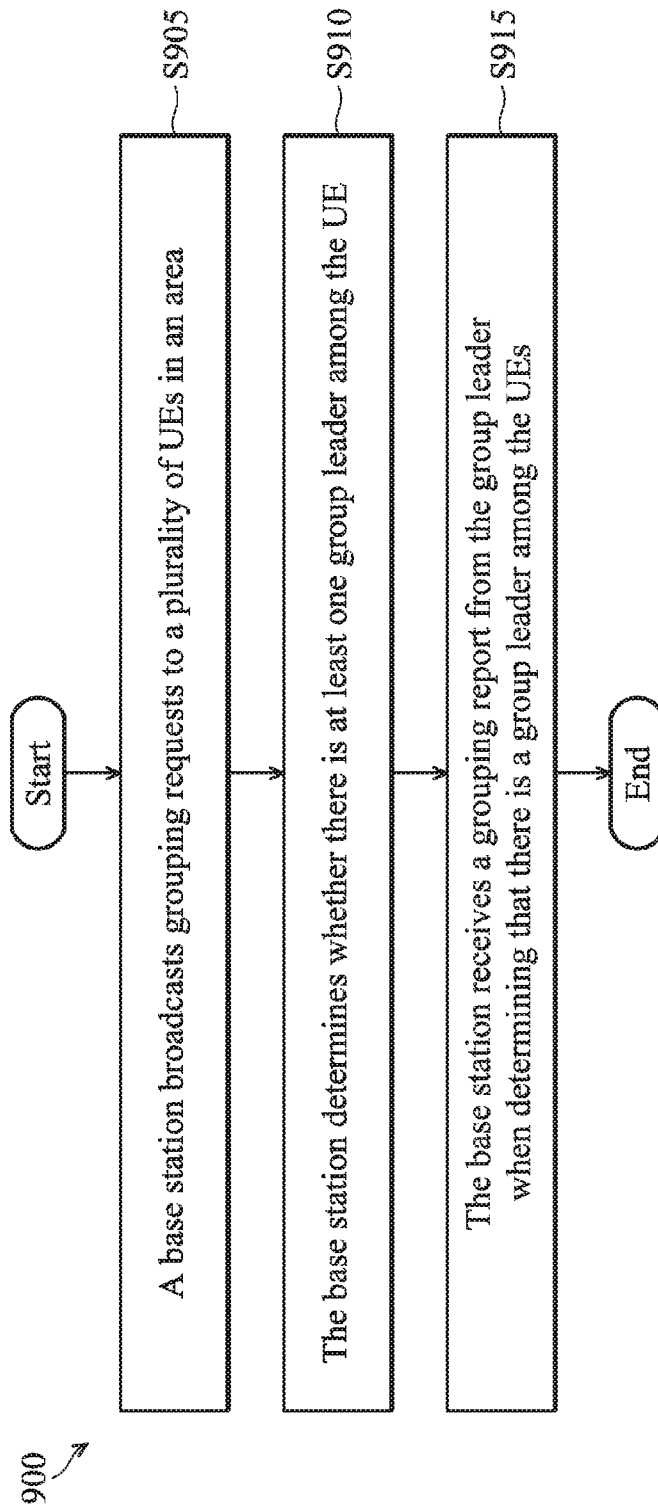 900
Start
A base station broadcasts grouping requests to a plurality of UEs in an area
S905
The base station determines whether there is at least one group leader among the UE
S910
The base station receives a grouping report from the group leader
when determining that there is a group leader among the UEs
S915
End